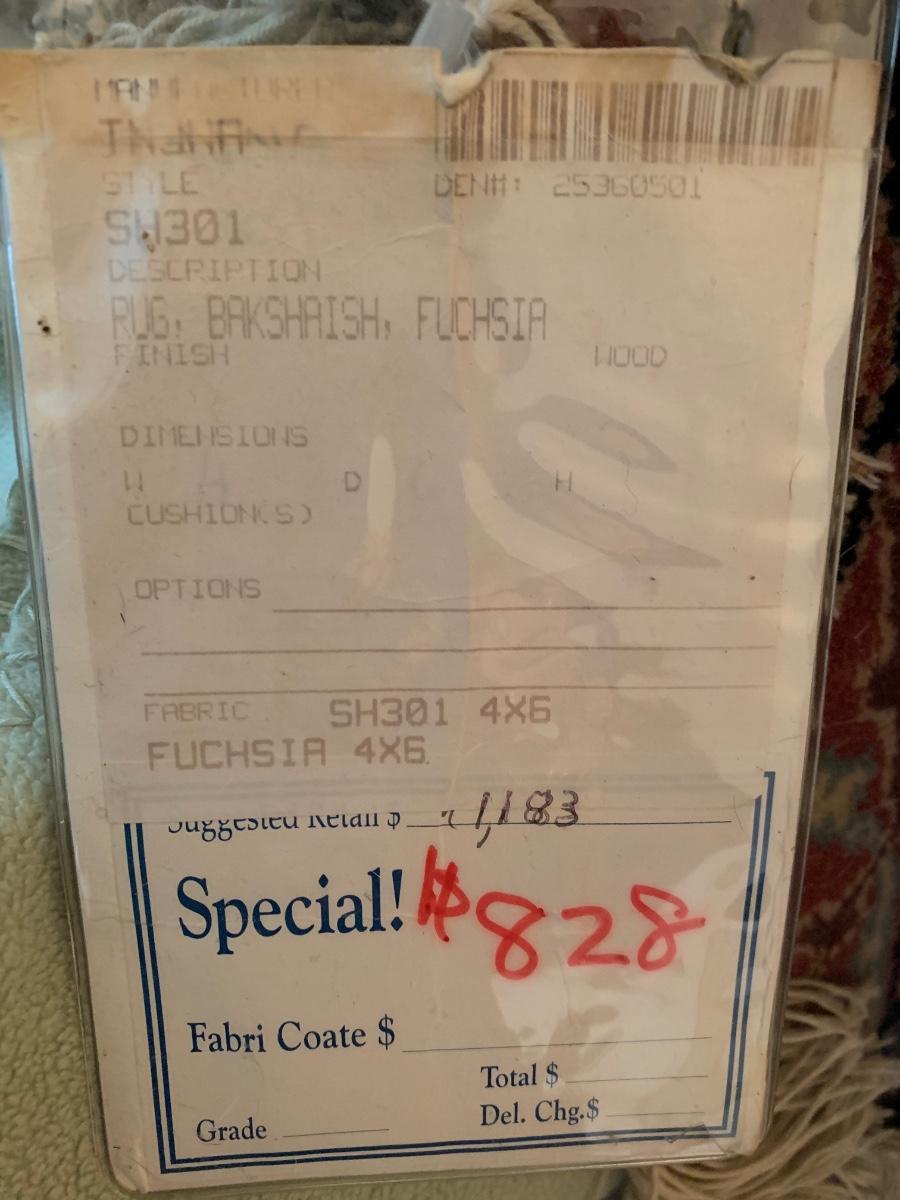 MANUFACTURER
STYLE
DEN#: 25360501
SH301
DESCRIPTION
RUG, BAKSHAISH, FUCHSIA
FINISH WOOD
DIMENSIONS
W D H
CUSHION(S)
OPTIONS
FABRIC SH301 4X6
FUCHSIA 4X6
Suggested Retail $ 1,183
Special! $828
Fabri Coate $
Total $
Del. Chg.$
Grade